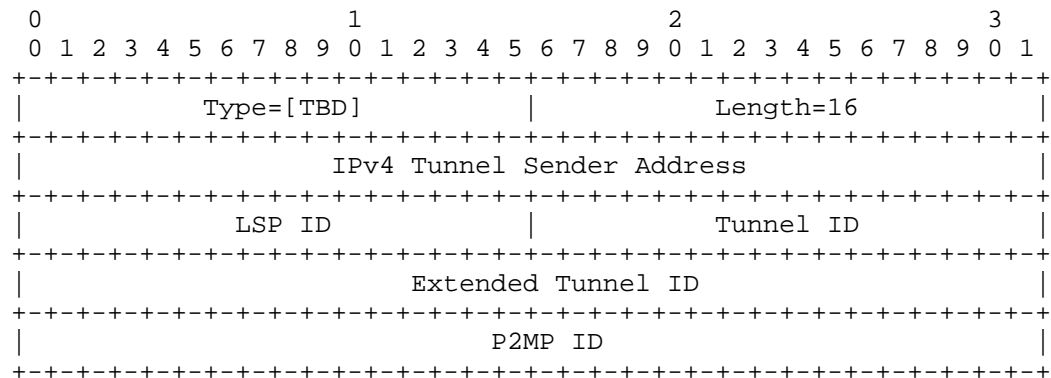 0                   1                   2                   3
 0 1 2 3 4 5 6 7 8 9 0 1 2 3 4 5 6 7 8 9 0 1 2 3 4 5 6 7 8 9 0 1
+-+-+-+-+-+-+-+-+-+-+-+-+-+-+-+-+-+-+-+-+-+-+-+-+-+-+-+-+-+-+-+-+
|           Type=[TBD]          |           Length=16           |
+-+-+-+-+-+-+-+-+-+-+-+-+-+-+-+-+-+-+-+-+-+-+-+-+-+-+-+-+-+-+-+-+
|                   IPv4 Tunnel Sender Address                  |
+-+-+-+-+-+-+-+-+-+-+-+-+-+-+-+-+-+-+-+-+-+-+-+-+-+-+-+-+-+-+-+-+
|             LSP ID            |           Tunnel ID           |
+-+-+-+-+-+-+-+-+-+-+-+-+-+-+-+-+-+-+-+-+-+-+-+-+-+-+-+-+-+-+-+-+
|                        Extended Tunnel ID                     |
+-+-+-+-+-+-+-+-+-+-+-+-+-+-+-+-+-+-+-+-+-+-+-+-+-+-+-+-+-+-+-+-+
|                             P2MP ID                           |
+-+-+-+-+-+-+-+-+-+-+-+-+-+-+-+-+-+-+-+-+-+-+-+-+-+-+-+-+-+-+-+-+